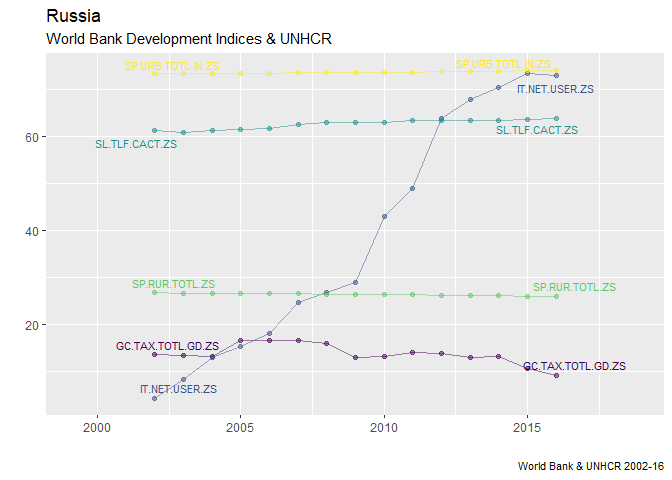 Russia
World Bank Development Indices & UNHCR
SP.URB.TOTL.IN.ZS
SP.URB.TOTL.IN.ZS
IT.NET.USER.ZS
60
SL.TLF.CACT.ZS
SL.TLF.CACT.ZS
40
SP.RUR.TOTL.ZS
SP.RUR.TOTL.ZS
20
GC.TAX.TOTL.GD.ZS
GC.TAX.TOTL.GD.ZS
IT.NET.USER.ZS
2000
2005
2010
2015
World Bank & UNHCR 2002-16